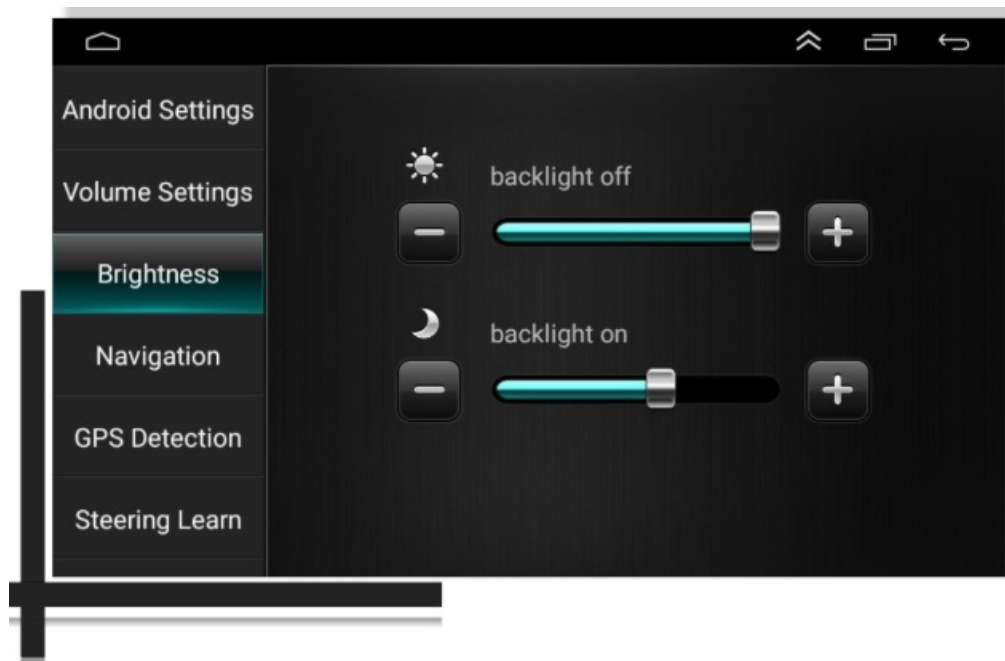 Android Settings
Volume Settings
Brightness
Navigation
GPS Detection
Steering Learn
backlight off
backlight on